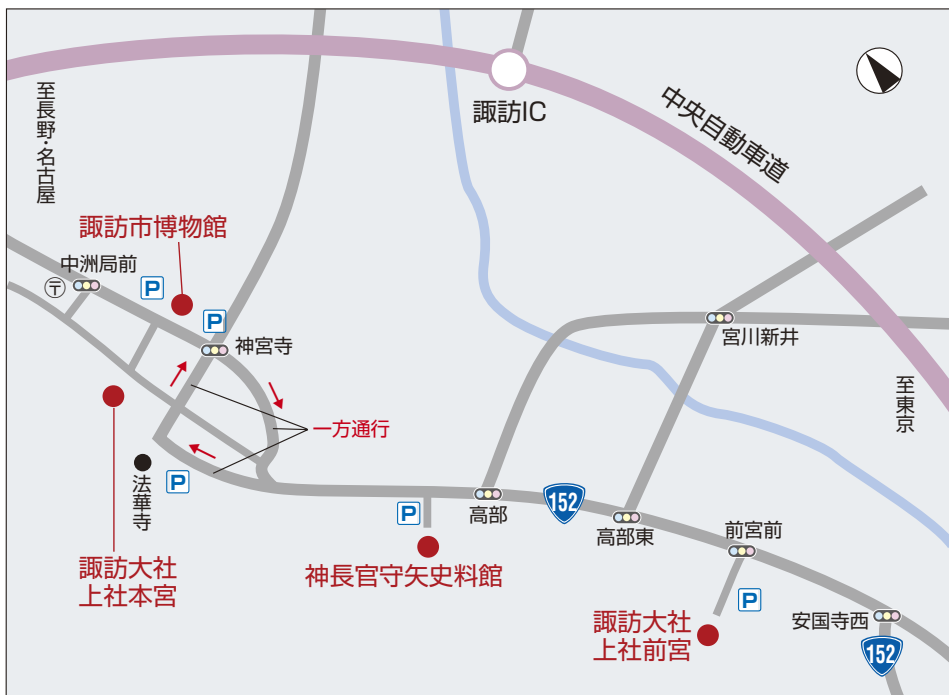 諏訪IC
中央自動車道
至長野・名古屋
諏訪市博物館
中洲局前
〒
P
P
神宮寺
宮川新井
至東京
一方通行
法華寺
P
諏訪大社
上社本宮
P
神長官守矢史料館
高部
152
高部東
前宮前
P
諏訪大社
上社前宮
安国寺西
152